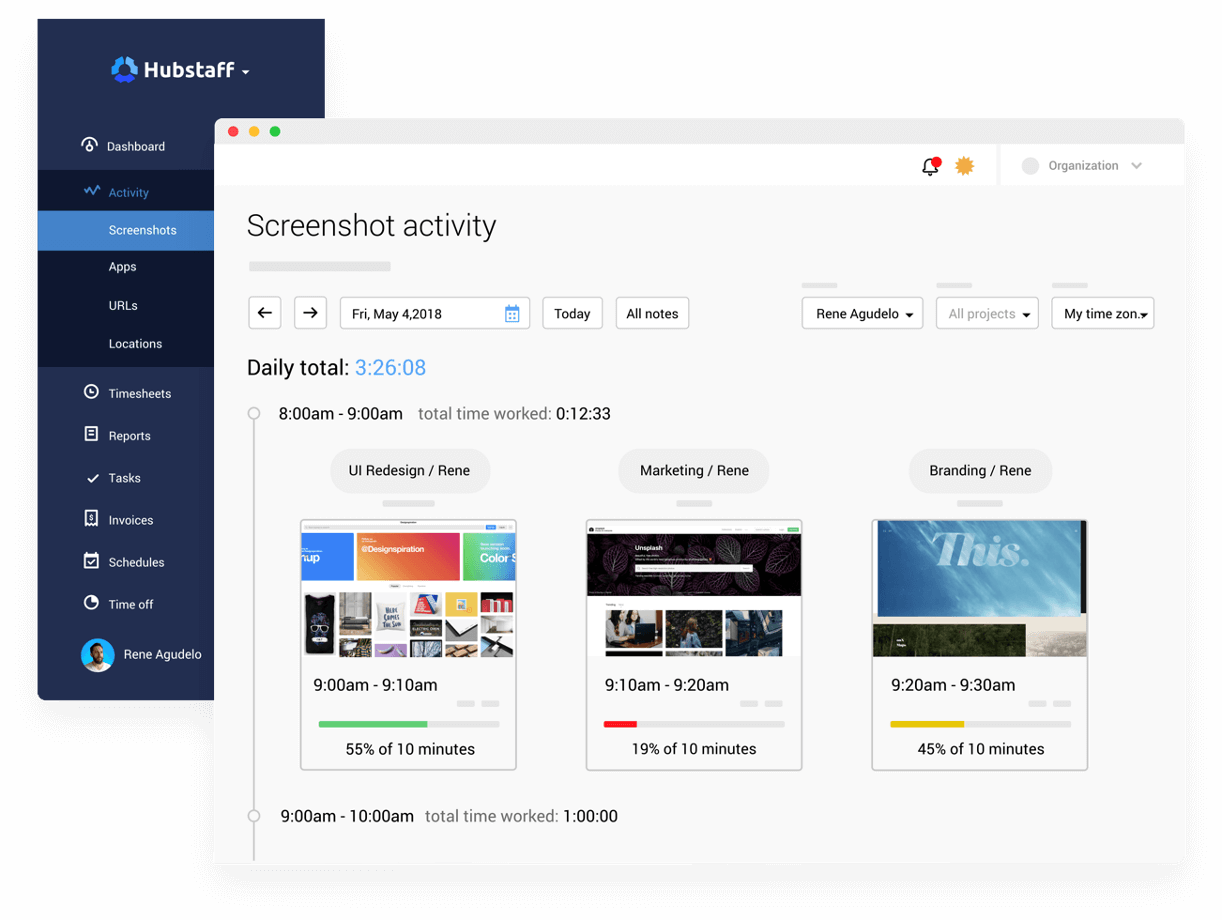 Hubstaff
Dashboard
Activity
Screenshots
Apps
URLs
Locations
Timesheets
Reports
Tasks
Invoices
Schedules
Time off
Rene Agudelo
Organization
Screenshot activity
Fri, May 4,2018
Today
All notes
Rene Agudelo
All projects
My time zon.
Daily total: 3:26:08
8:00am - 9:00am total time worked: 0:12:33
UI Redesign / Rene
Marketing / Rene
Branding / Rene
@Designspiration
Color S
Unsplash
This.
9:00am - 9:10am
9:10am - 9:20am
9:20am - 9:30am
55% of 10 minutes
19% of 10 minutes
45% of 10 minutes
9:00am - 10:00am total time worked: 1:00:00